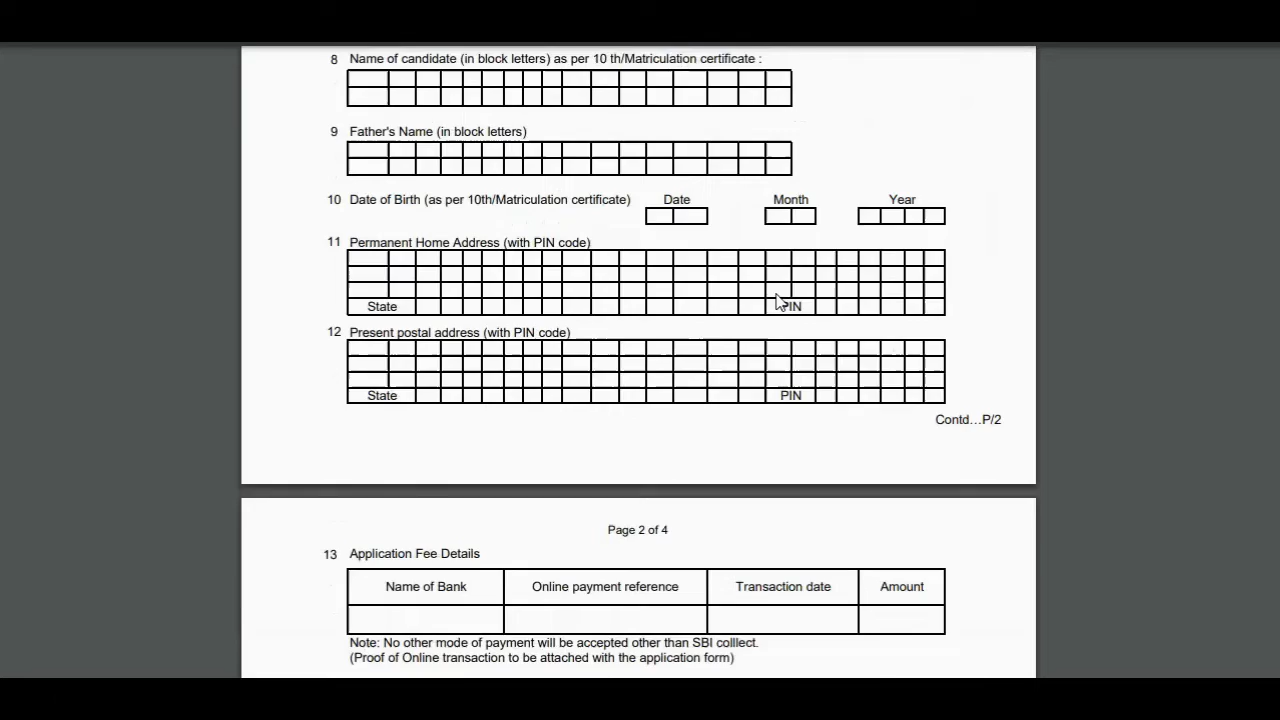 8 Name of candidate (in block letters) as per 10 th/Matriculation certificate :
9 Father's Name (in block letters)
10 Date of Birth (as per 10th/Matriculation certificate) Date Month Year
11 Permanent Home Address (with PIN code)
State PIN
12 Present postal address (with PIN code)
State PIN
Contd...P/2
Page 2 of 4
13 Application Fee Details
Name of Bank Online payment reference Transaction date Amount
Note: No other mode of payment will be accepted other than SBI colllect.
(Proof of Online transaction to be attached with the application form)